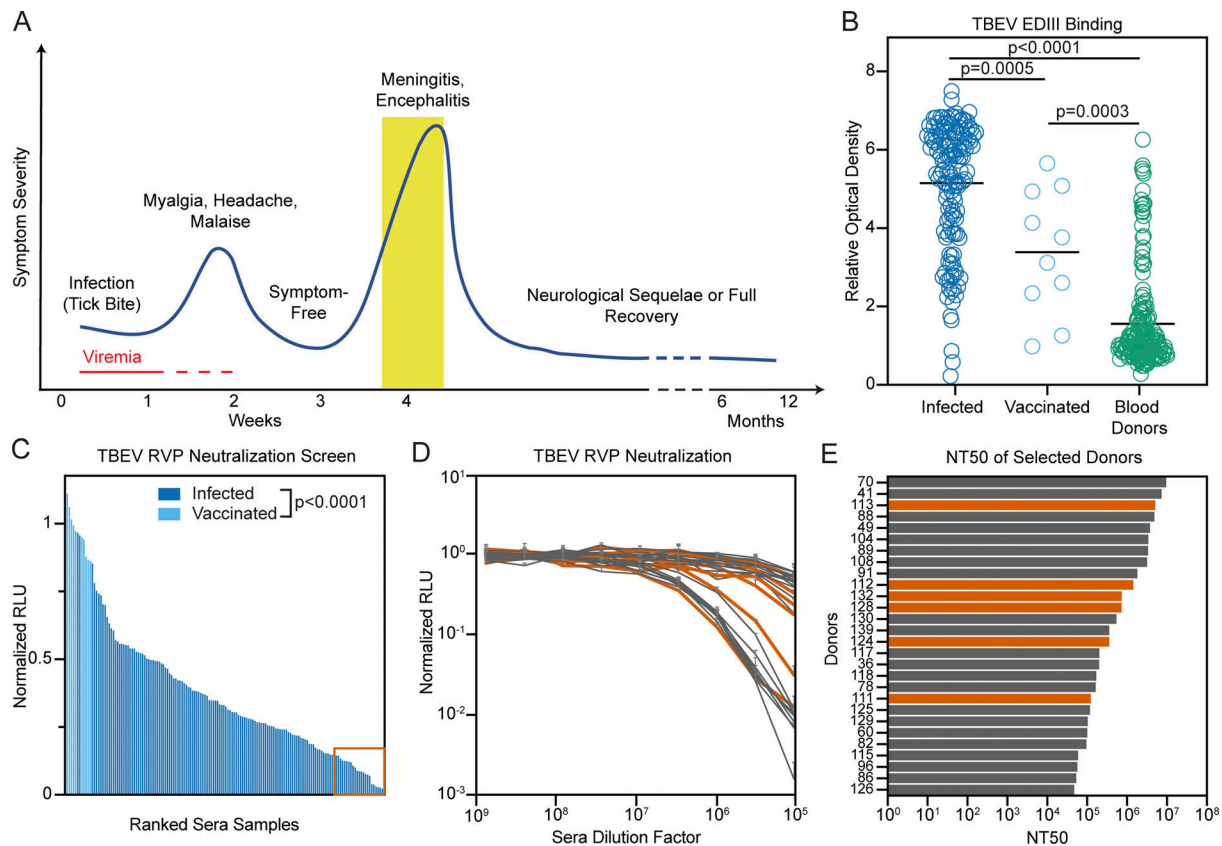 A
Symptom Severity
Infection
(Tick Bite)
Viremia
Myalgia, Headache,
Malaise
Symptom-
Free
Meningitis,
Encephalitis
Neurological Sequelae or Full
Recovery
0 1 2 3 4 6 12
Weeks Months
B
TBEV EDIII Binding
p<0.0001
p=0.0005
p=0.0003
Relative Optical Density
8
6
4
2
0
Infected Vaccinated Blood
Donors
C
TBEV RVP Neutralization Screen
Infected
Vaccinated
p<0.0001
Normalized RLU
1
0.5
0
Ranked Sera Samples
D
TBEV RVP Neutralization
Normalized RLU
10¹
10⁰
10⁻¹
10⁻²
10⁻³
10⁹ 10⁸ 10⁷ 10⁶ 10⁵
Sera Dilution Factor
E
NT50 of Selected Donors
Donors
70
41
113
88
49
104
89
108
91
112
132
128
130
139
124
117
36
118
78
111
125
129
60
82
115
96
86
126
10⁰ 10¹ 10² 10³ 10⁴ 10⁵ 10⁶ 10⁷ 10⁸
NT50